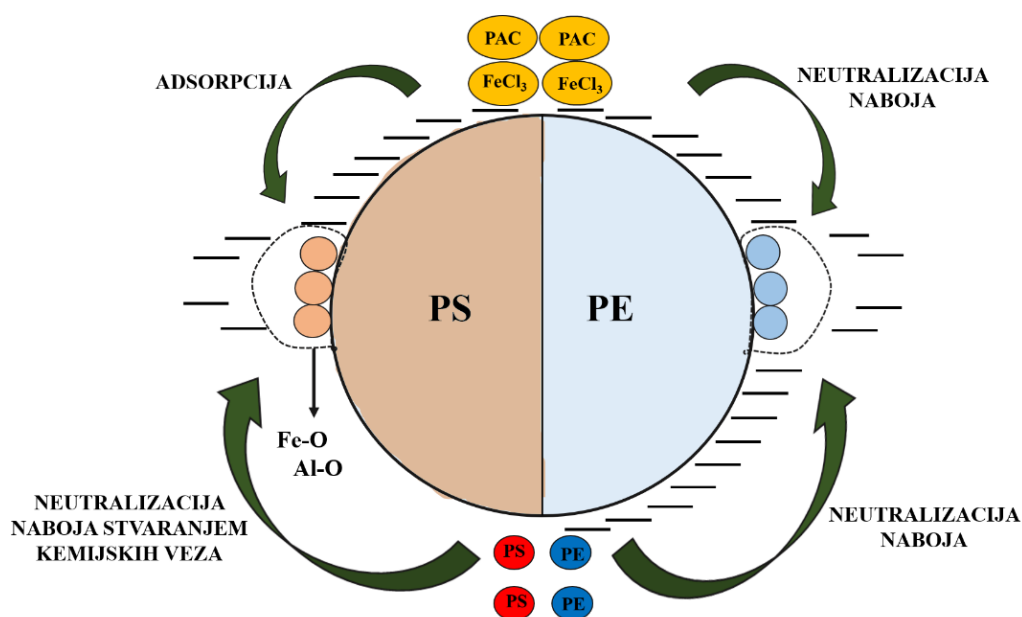 PAC PAC
FeCl₃ FeCl₃
ADSORPCIJA
NEUTRALIZACIJA
NABOJA
PS PE
Fe-O
Al-O
NEUTRALIZACIJA
NABOJA STVARANJEM
KEMIJSKIH VEZA
NEUTRALIZACIJA
NABOJA
PS PE
PS PE